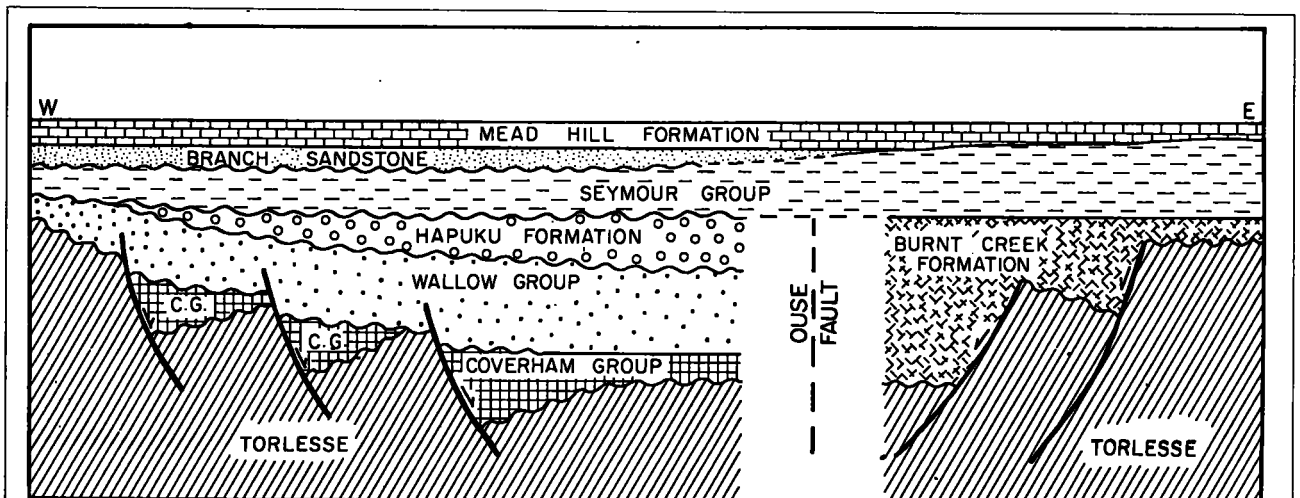 W
E
MEAD HILL FORMATION
BRANCH SANDSTONE
SEYMOUR GROUP
HAPUKU FORMATION
BURNT CREEK
FORMATION
WALLOW GROUP
OUSE
FAULT
C.G.
C.G.
COVERHAM GROUP
TORLESSE
TORLESSE